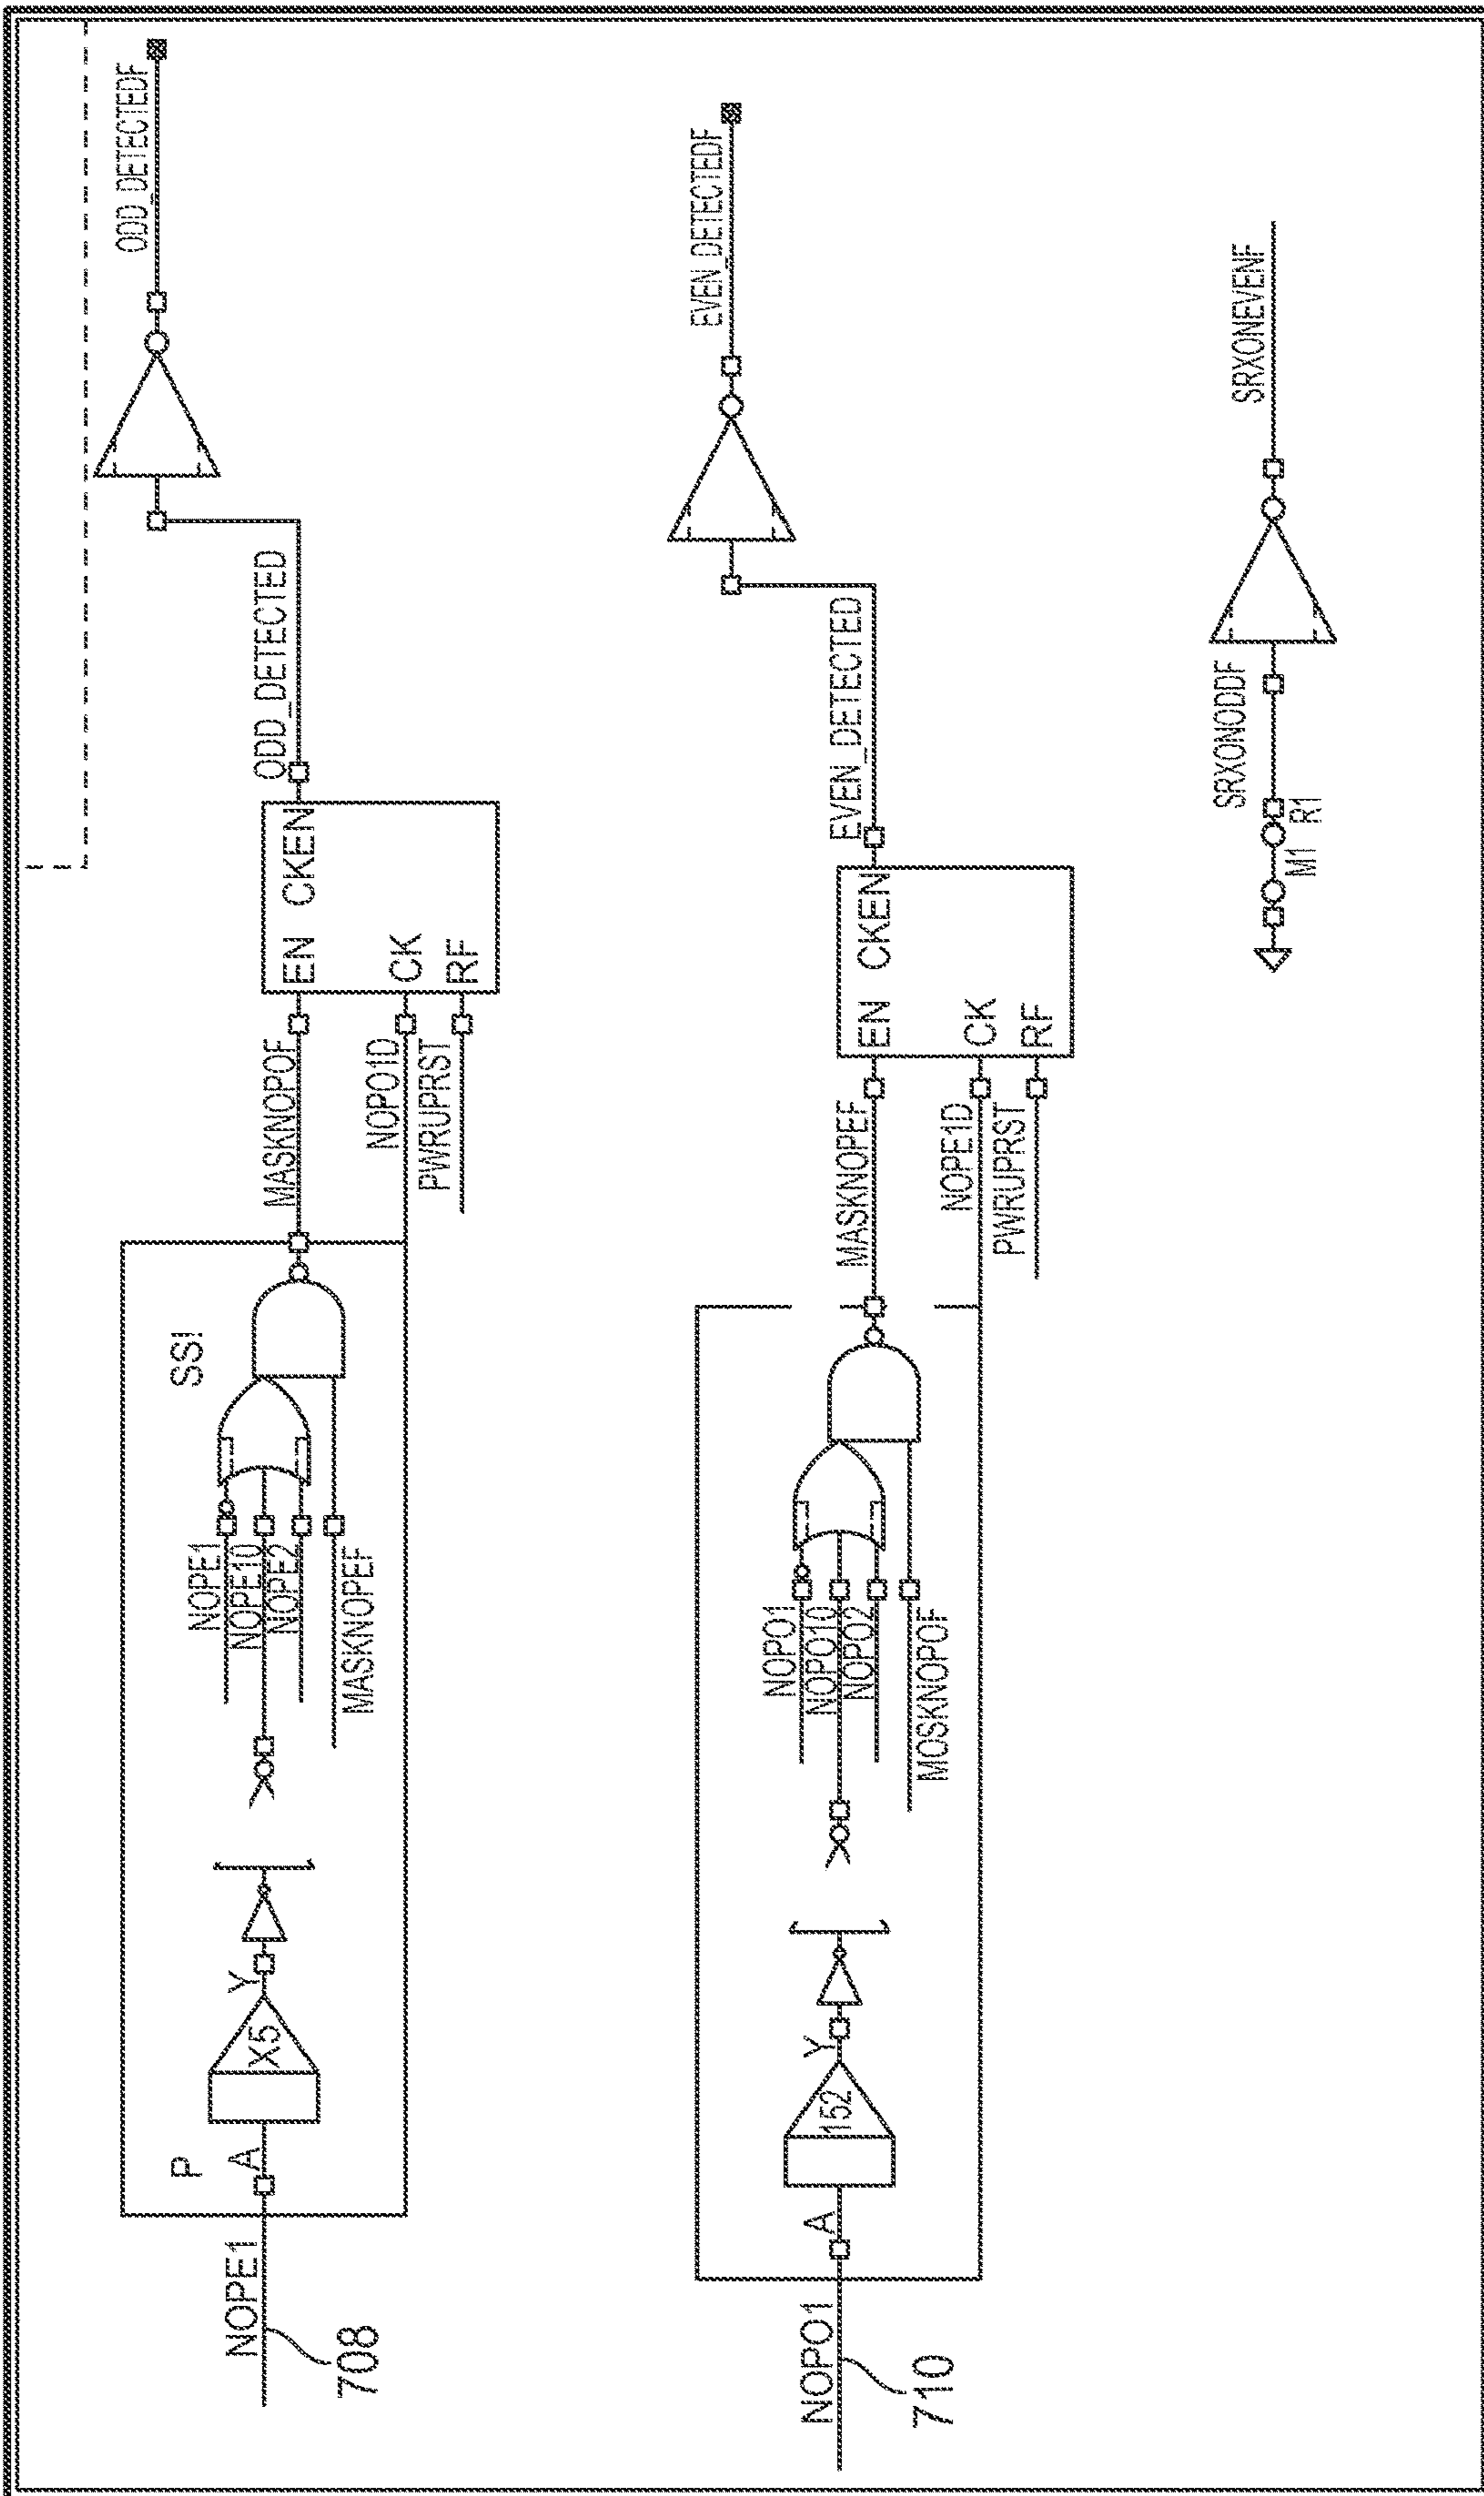 NOPE1
708
P
A
X5
Y
NOPE1
NOPE10
NOPE2
MASKNOPEF
SSI
MASKNOPOF
NOPO1D
PWRUPRST
EN CKEN
CK
RF
ODD_DETECTED
ODD_DETECTEDF
NOPO1
710
A
152
Y
NOPO1
NOPO10
NOPO2
MOSKNOPOF
MASKNOPEF
NOPE1D
PWRUPRST
EN CKEN
CK
RF
EVEN_DETECTED
EVEN_DETECTEDF
M1
R1
SRXONODDF
SRXONEVENF